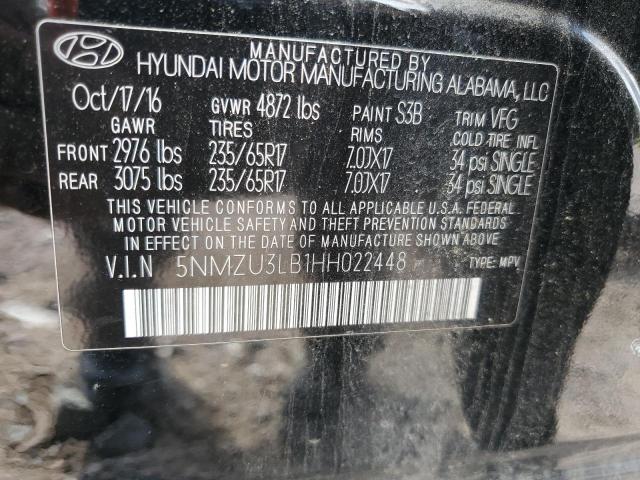 MANUFACTURED BY
HYUNDAI MOTOR MANUFACTURING ALABAMA, LLC
Oct/17/16 GVWR 4872 lbs PAINT S3B TRIM VFG
GAWR TIRES RIMS COLD TIRE INFL
FRONT 2976 lbs 235/65R17 7.0JX17 34 psi SINGLE
REAR 3075 lbs 235/65R17 7.0JX17 34 psi SINGLE
THIS VEHICLE CONFORMS TO ALL APPLICABLE U.S.A. FEDERAL
MOTOR VEHICLE SAFETY AND THEFT PREVENTION STANDARDS
IN EFFECT ON THE DATE OF MANUFACTURE SHOWN ABOVE.
V.I.N 5NMZU3LB1HH022448 TYPE: MPV